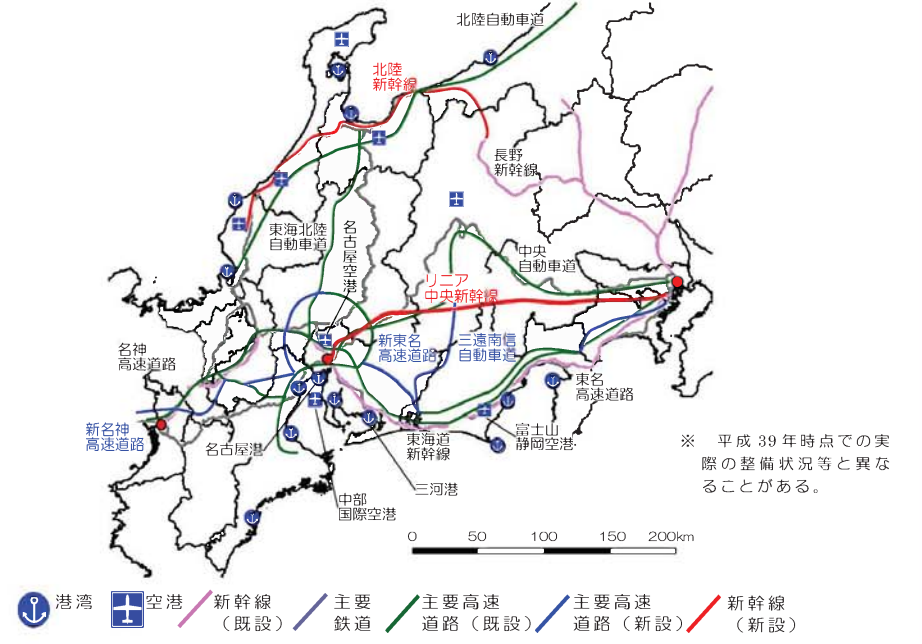 北陸自動車道
北陸
新幹線
長野
新幹線
東海北陸
自動車道
名古屋空港
中央
自動車道
リニア
中央新幹線
新東名
高速道路
三遠南信
自動車道
名神
高速道路
東名
高速道路
新名神
高速道路
名古屋港
東海道
新幹線
富士山
静岡空港
三河港
中部
国際空港
※ 平成39年時点での実
際の整備状況等と異な
ることがある。
0 50 100 150 200km
港湾 空港 新幹線 主要 主要高速 主要高速 新幹線
（既設） 鉄道 道路（既設） 道路（新設） （新設）